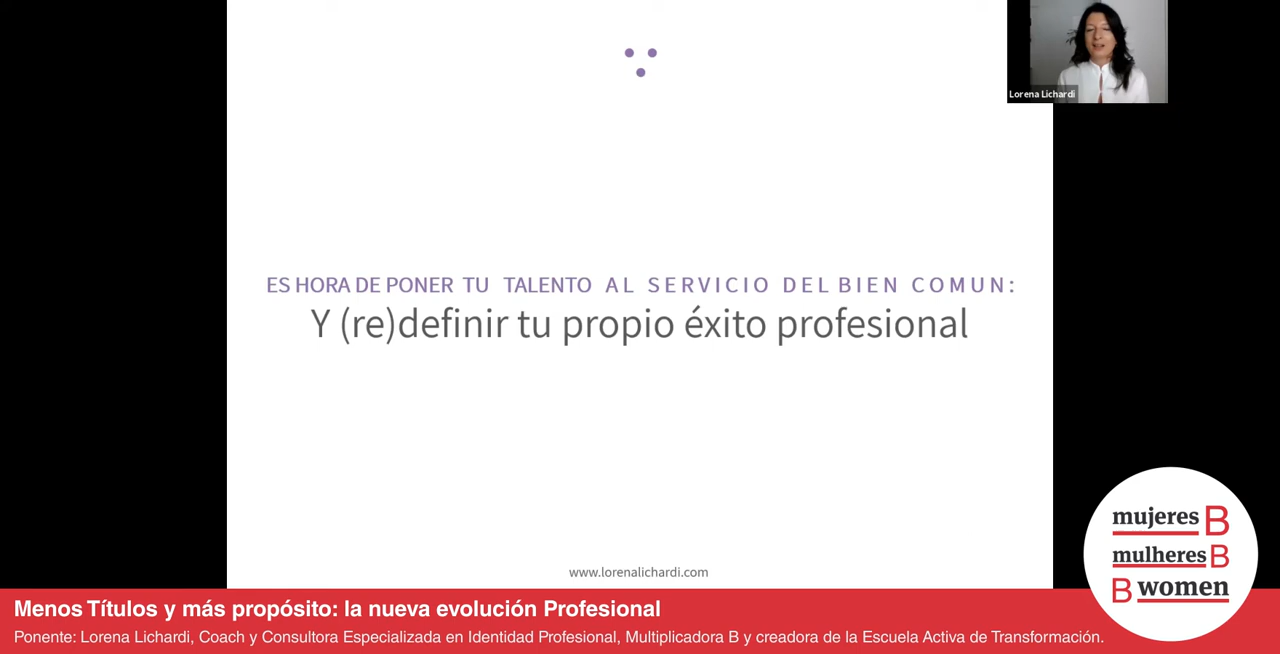 Lorena Lichardi
ES HORA DE PONER TU TALENTO AL SERVICIO DEL BIEN COMUN:
Y (re)definir tu propio éxito profesional
www.lorenalichardi.com
mujeres B
mulheres B
B women
Menos Títulos y más propósito: la nueva evolución Profesional
Ponente: Lorena Lichardi, Coach y Consultora Especializada en Identidad Profesional, Multiplicadora B y creadora de la Escuela Activa de Transformación.